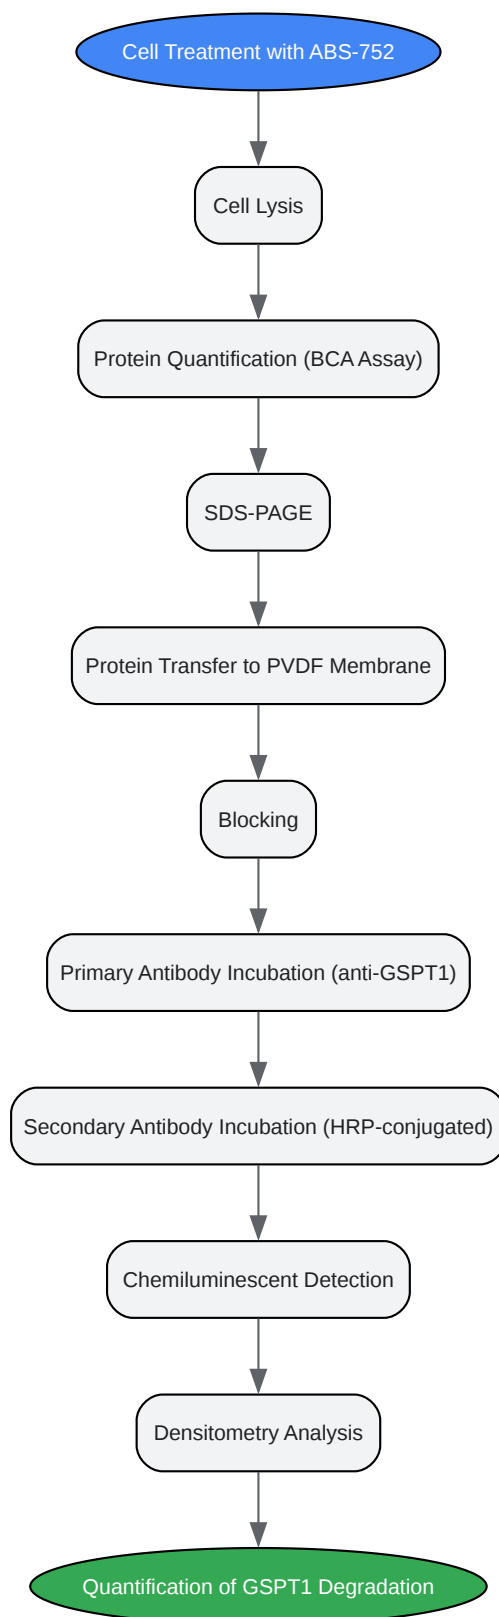 Cell Treatment with ABS-752
Cell Lysis
Protein Quantification (BCA Assay)
SDS-PAGE
Protein Transfer to PVDF Membrane
Blocking
Primary Antibody Incubation (anti-GSPT1)
Secondary Antibody Incubation (HRP-conjugated)
Chemiluminescent Detection
Densitometry Analysis
Quantification of GSPT1 Degradation